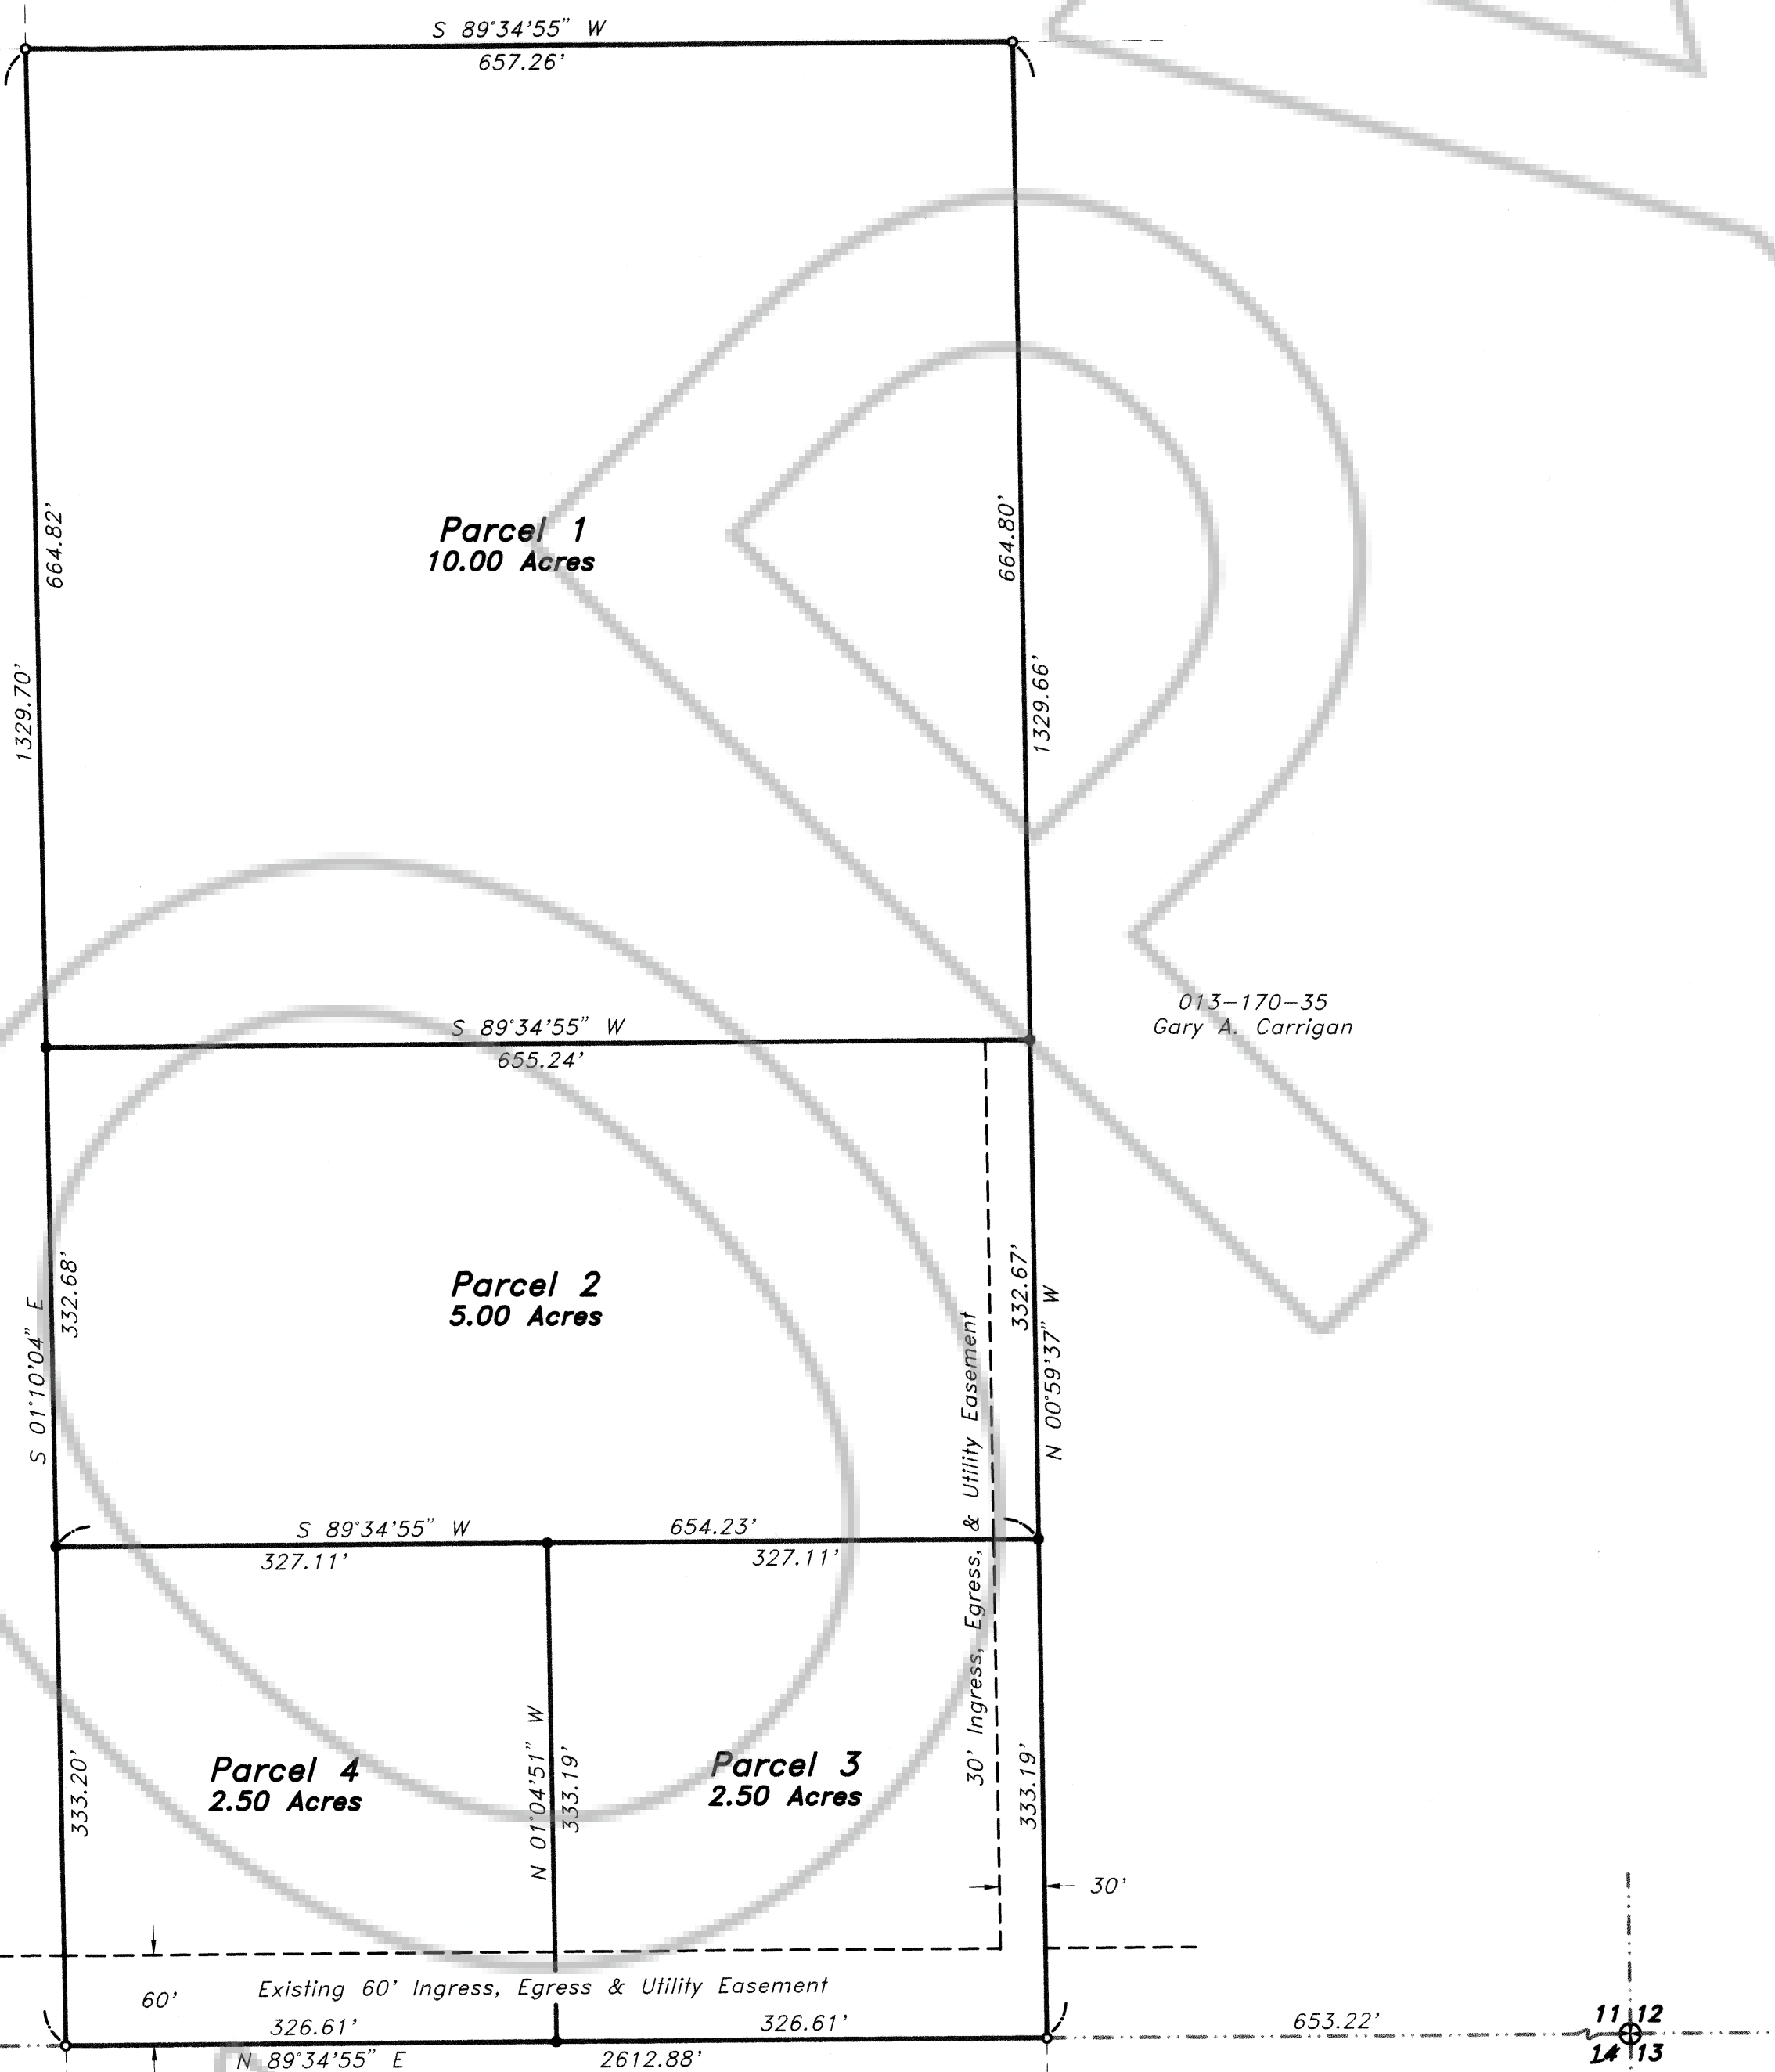 S 89°34'55" W
657.26'
664.82'
1329.70'
Parcel 1
10.00 Acres
664.80'
1329.66'
013-170-35
Gary A. Carrigan
S 89°34'55" W
655.24'
S 01°10'04" E
332.68'
Parcel 2
5.00 Acres
30' Ingress, Egress, & Utility Easement
332.67'
N 00°59'37" W
S 89°34'55" W
654.23'
327.11'
327.11'
333.20'
Parcel 4
2.50 Acres
N 01°04'51" W
333.19'
Parcel 3
2.50 Acres
333.19'
30'
60'
Existing 60' Ingress, Egress & Utility Easement
326.61'
326.61'
653.22'
N 89°34'55" E
2612.88'
11 12
14 13